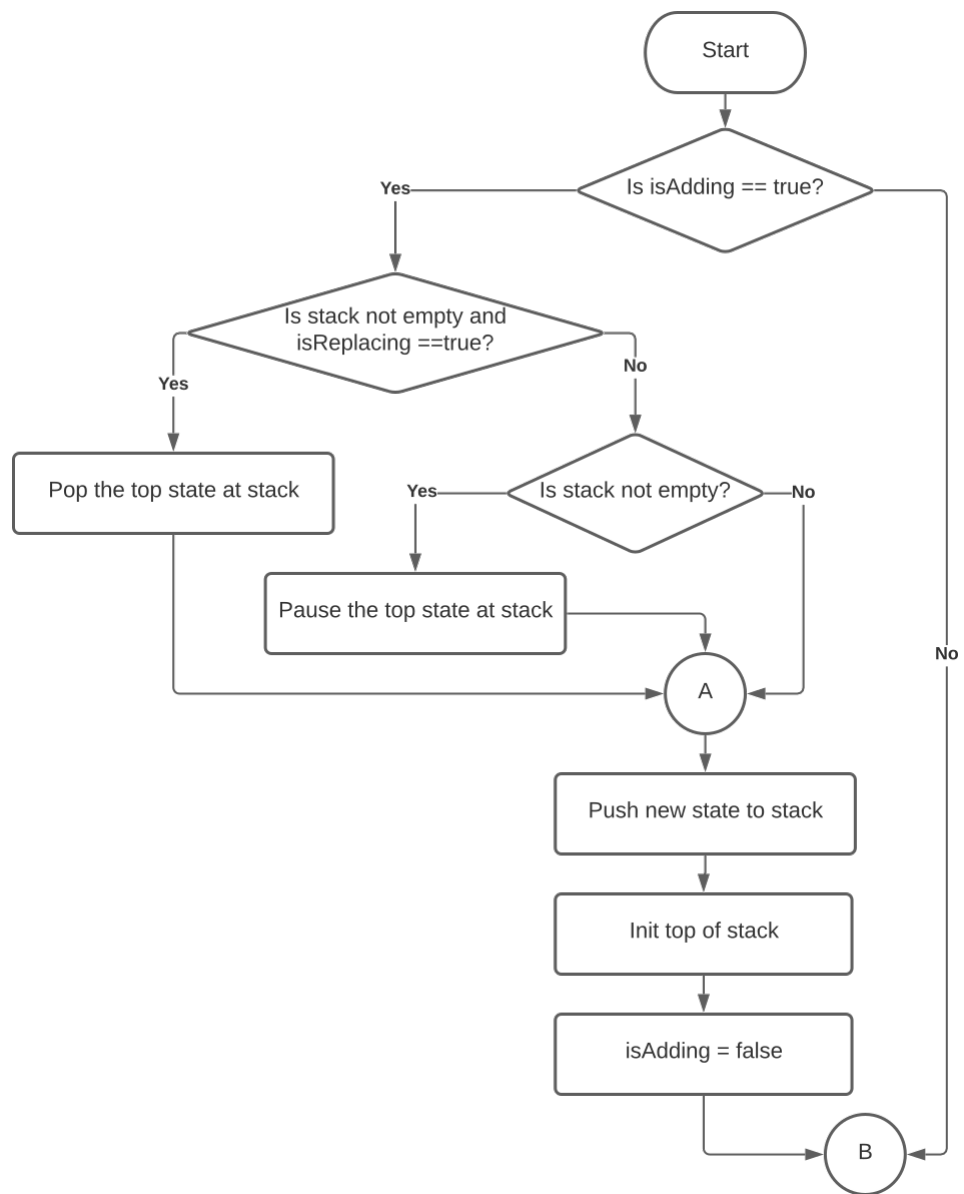 Start
Is isAdding == true?
Yes
Is stack not empty and
isReplacing ==true?
No
Yes
Is stack not empty?
Pop the top state at stack
Yes
No
Pause the top state at stack
No
A
Push new state to stack
Init top of stack
isAdding = false
B